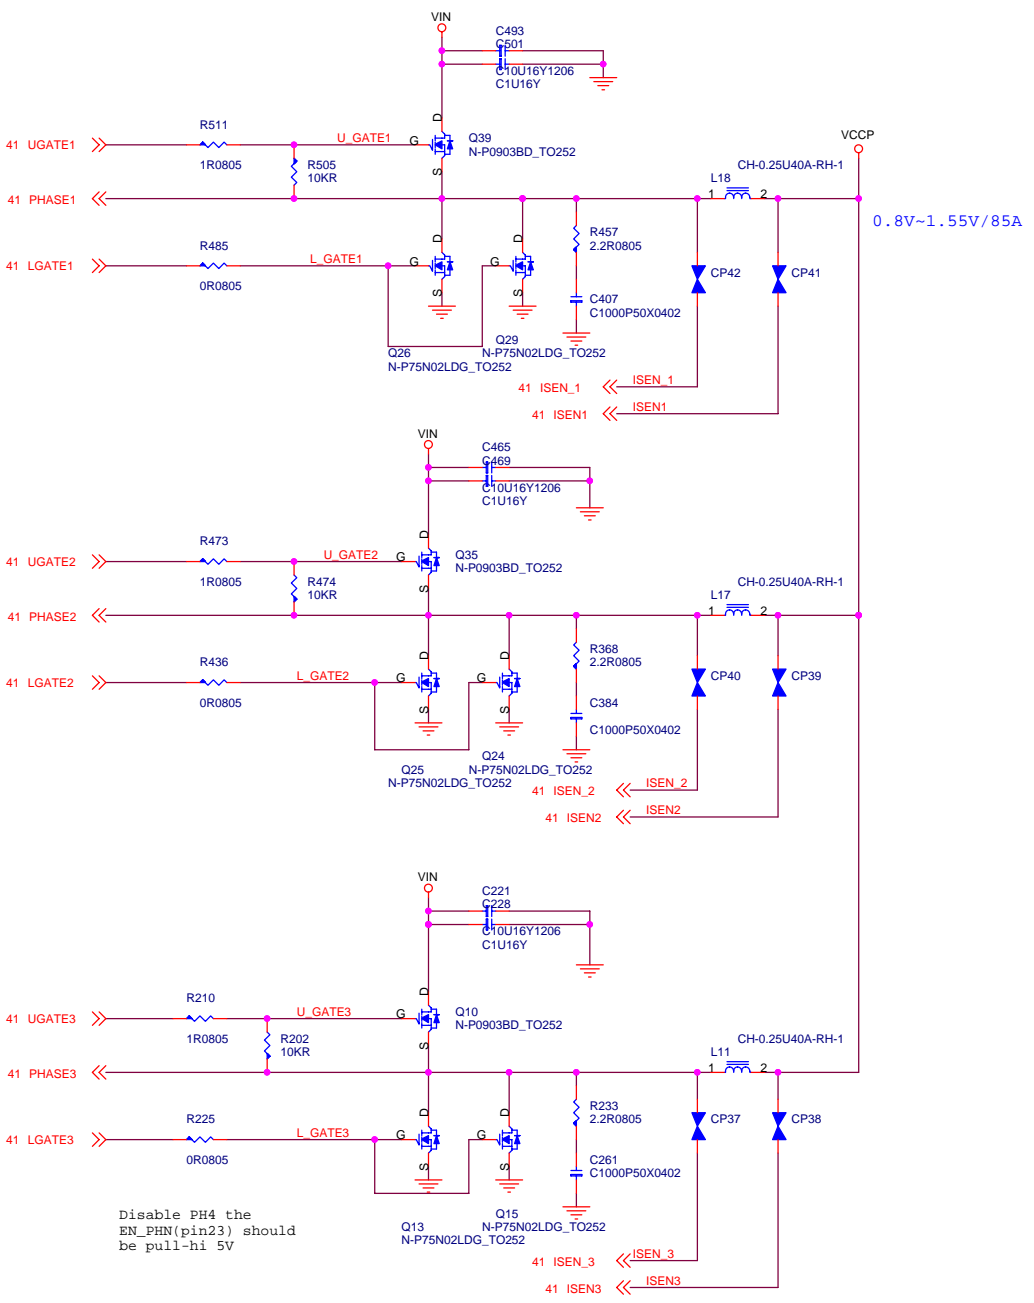 VIN
C493
C501
C10U16Y1206
C1U16Y
D
G
S
Q39
N-P0903BD_TO252
R511
1R0805
U_GATE1
R505
10KR
41 UGATE1
41 PHASE1
VCCP
CH-0.25U40A-RH-1
L18
1
2
0.8V~1.55V/85A
R485
0R0805
L_GATE1
41 LGATE1
D
G
S
D
G
S
R457
2.2R0805
C407
C1000P50X0402
CP42
CP41
Q26
N-P75N02LDG_TO252
Q29
N-P75N02LDG_TO252
41 ISEN_1
ISEN_1
41 ISEN1
ISEN1
VIN
C465
C469
C10U16Y1206
C1U16Y
D
G
S
Q35
N-P0903BD_TO252
R473
1R0805
U_GATE2
R474
10KR
41 UGATE2
41 PHASE2
CH-0.25U40A-RH-1
L17
1
2
R436
0R0805
L_GATE2
41 LGATE2
D
G
S
D
G
S
R368
2.2R0805
C384
C1000P50X0402
CP40
CP39
Q25
N-P75N02LDG_TO252
Q24
N-P75N02LDG_TO252
41 ISEN_2
ISEN_2
41 ISEN2
ISEN2
VIN
C221
C228
C10U16Y1206
C1U16Y
D
G
S
Q10
N-P0903BD_TO252
R210
1R0805
U_GATE3
R202
10KR
41 UGATE3
41 PHASE3
CH-0.25U40A-RH-1
L11
1
2
R225
0R0805
L_GATE3
41 LGATE3
D
G
S
D
G
S
R233
2.2R0805
C261
C1000P50X0402
CP37
CP38
Q13
N-P75N02LDG_TO252
Q15
N-P75N02LDG_TO252
Disable PH4 the
EN_PHN(pin23) should
be pull-hi 5V
41 ISEN_3
ISEN_3
41 ISEN3
ISEN3